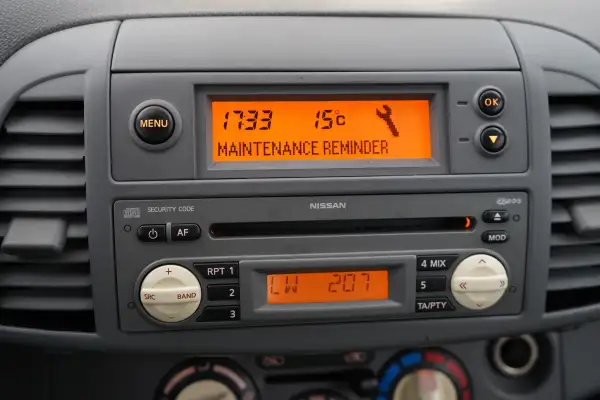 17:33 15°C
MENU
MAINTENANCE REMINDER
OK
SECURITY CODE
NISSAN
AF
MOD
RPT 1
2
3
SRC BAND
LW 207
4 MIX
5
TA/PTY